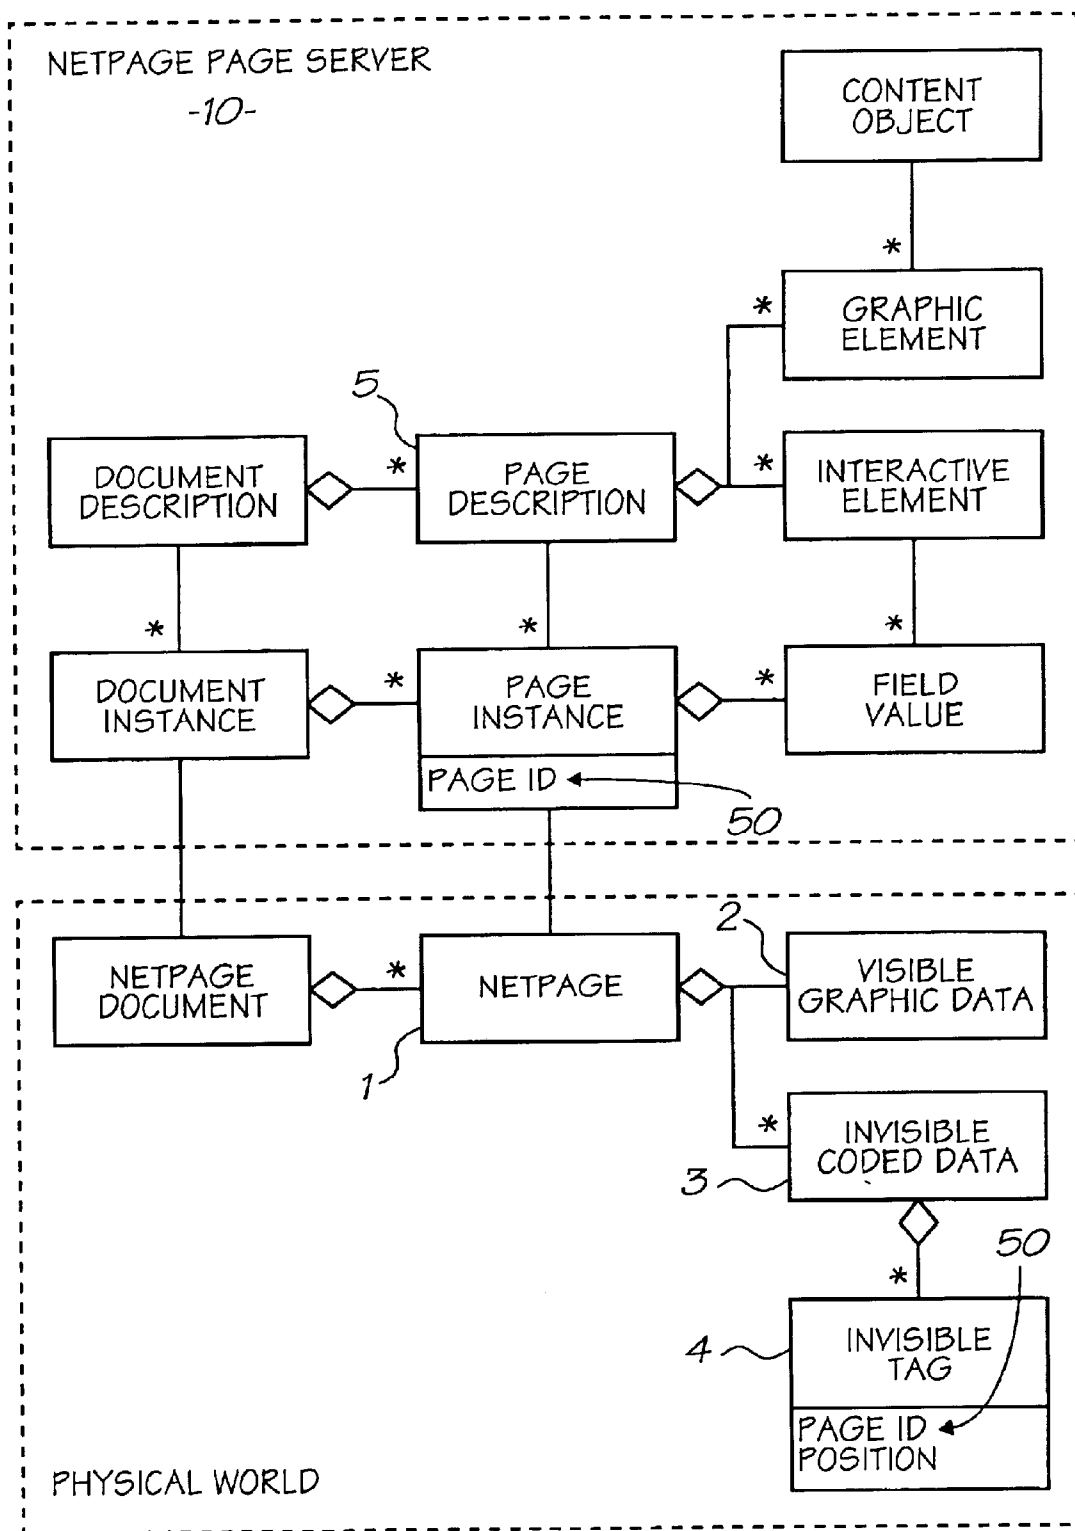 NETPAGE PAGE SERVER
-10-
CONTENT
OBJECT
*
GRAPHIC
ELEMENT
*
5
DOCUMENT
DESCRIPTION
*
PAGE
DESCRIPTION
*
INTERACTIVE
ELEMENT
*
*
*
DOCUMENT
INSTANCE
*
PAGE
INSTANCE
*
FIELD
VALUE
PAGE ID
50
NETPAGE
DOCUMENT
*
NETPAGE
1
2
VISIBLE
GRAPHIC DATA
*
INVISIBLE
CODED DATA
3
50
*
4
INVISIBLE
TAG
PAGE ID
POSITION
PHYSICAL WORLD